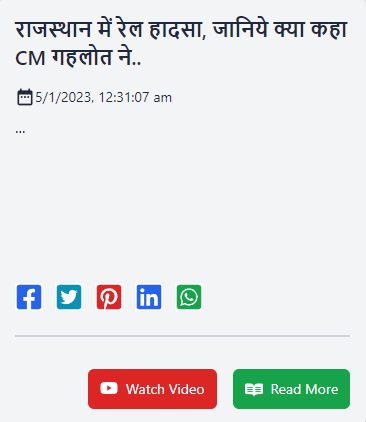 राजस्थान में रेल हादसा, जानिये क्या कहा
CM गहलोत ने..
5/1/2023, 12:31:07 am
...
Watch Video
Read More